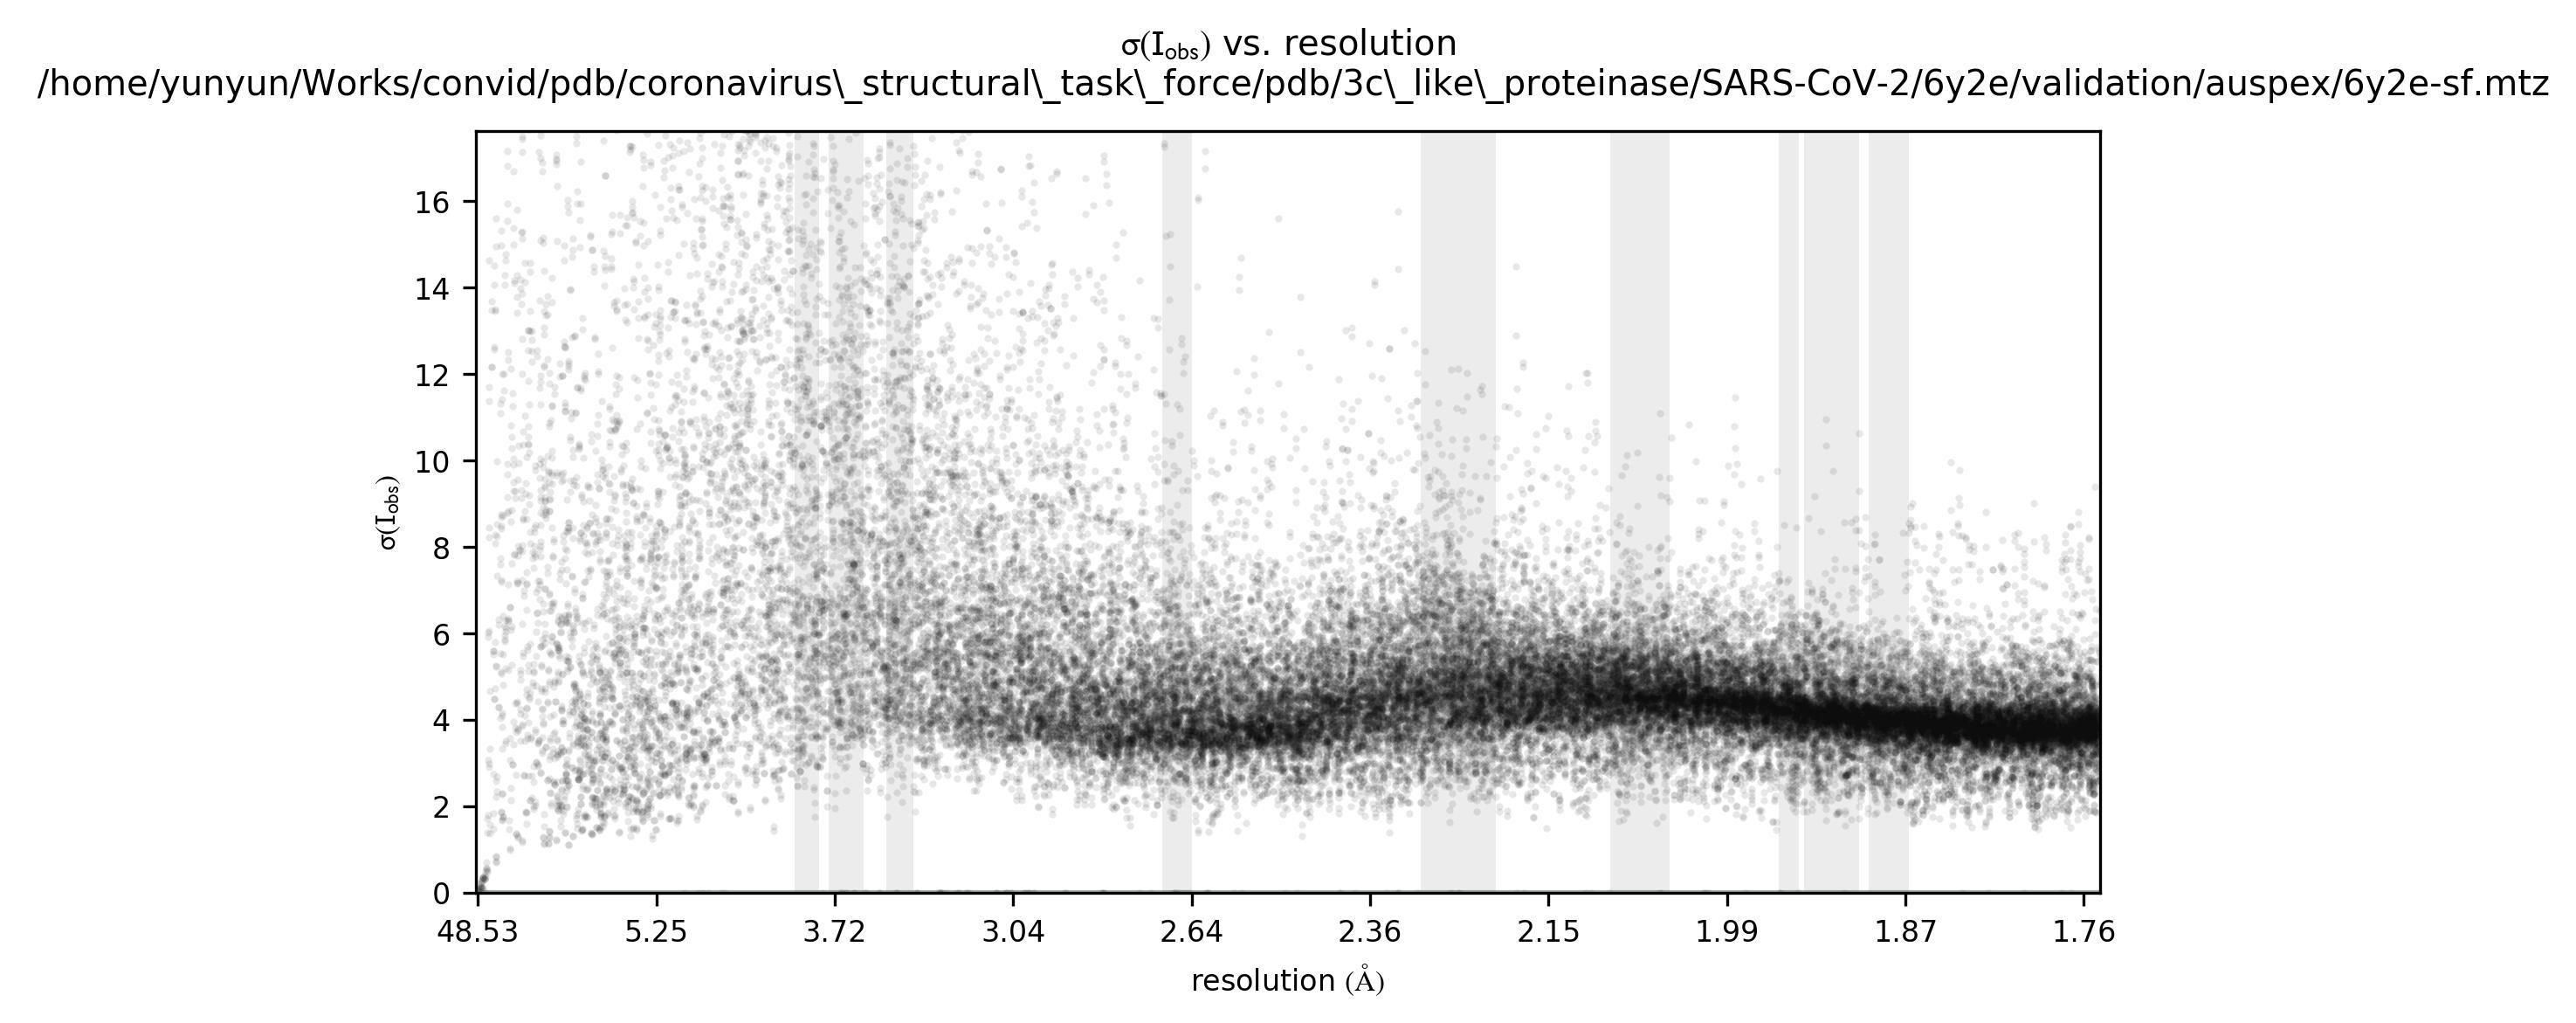 σ(I_obs) vs. resolution
/home/yunyun/Works/convid/pdb/coronavirus\_structural\_task\_force/pdb/3c\_like\_proteinase/SARS-CoV-2/6y2e/validation/auspex/6y2e-sf.mtz
σ(I_obs)
16
14
12
10
8
6
4
2
0
48.53 5.25 3.72 3.04 2.64 2.36 2.15 1.99 1.87 1.76
resolution (Å)